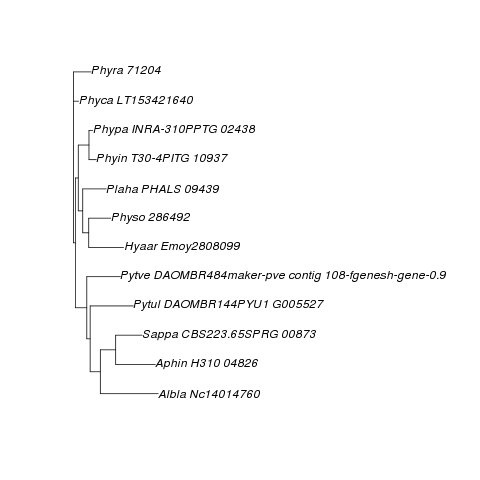 Phyra 71204
Phyca LT153421640
Phypa INRA-310PPTG 02438
Phyin T30-4PITG 10937
Plaha PHALS 09439
Physo 286492
Hyaar Emoy2808099
Pytve DAOMBR484maker-pve contig 108-fgenesh-gene-0.9
Pytul DAOMBR144PYU1 G005527
Sappa CBS223.65SPRG 00873
Aphin H310 04826
Albla Nc14014760